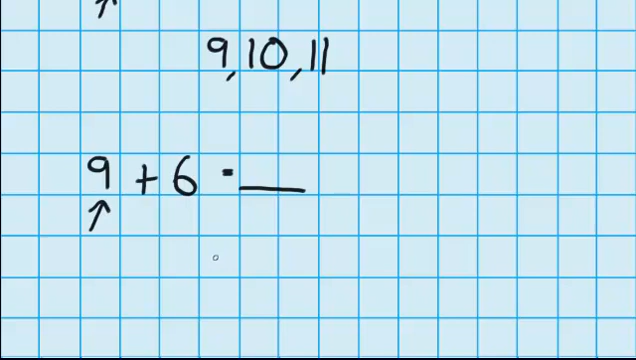 9,10,11
9 + 6 = ___